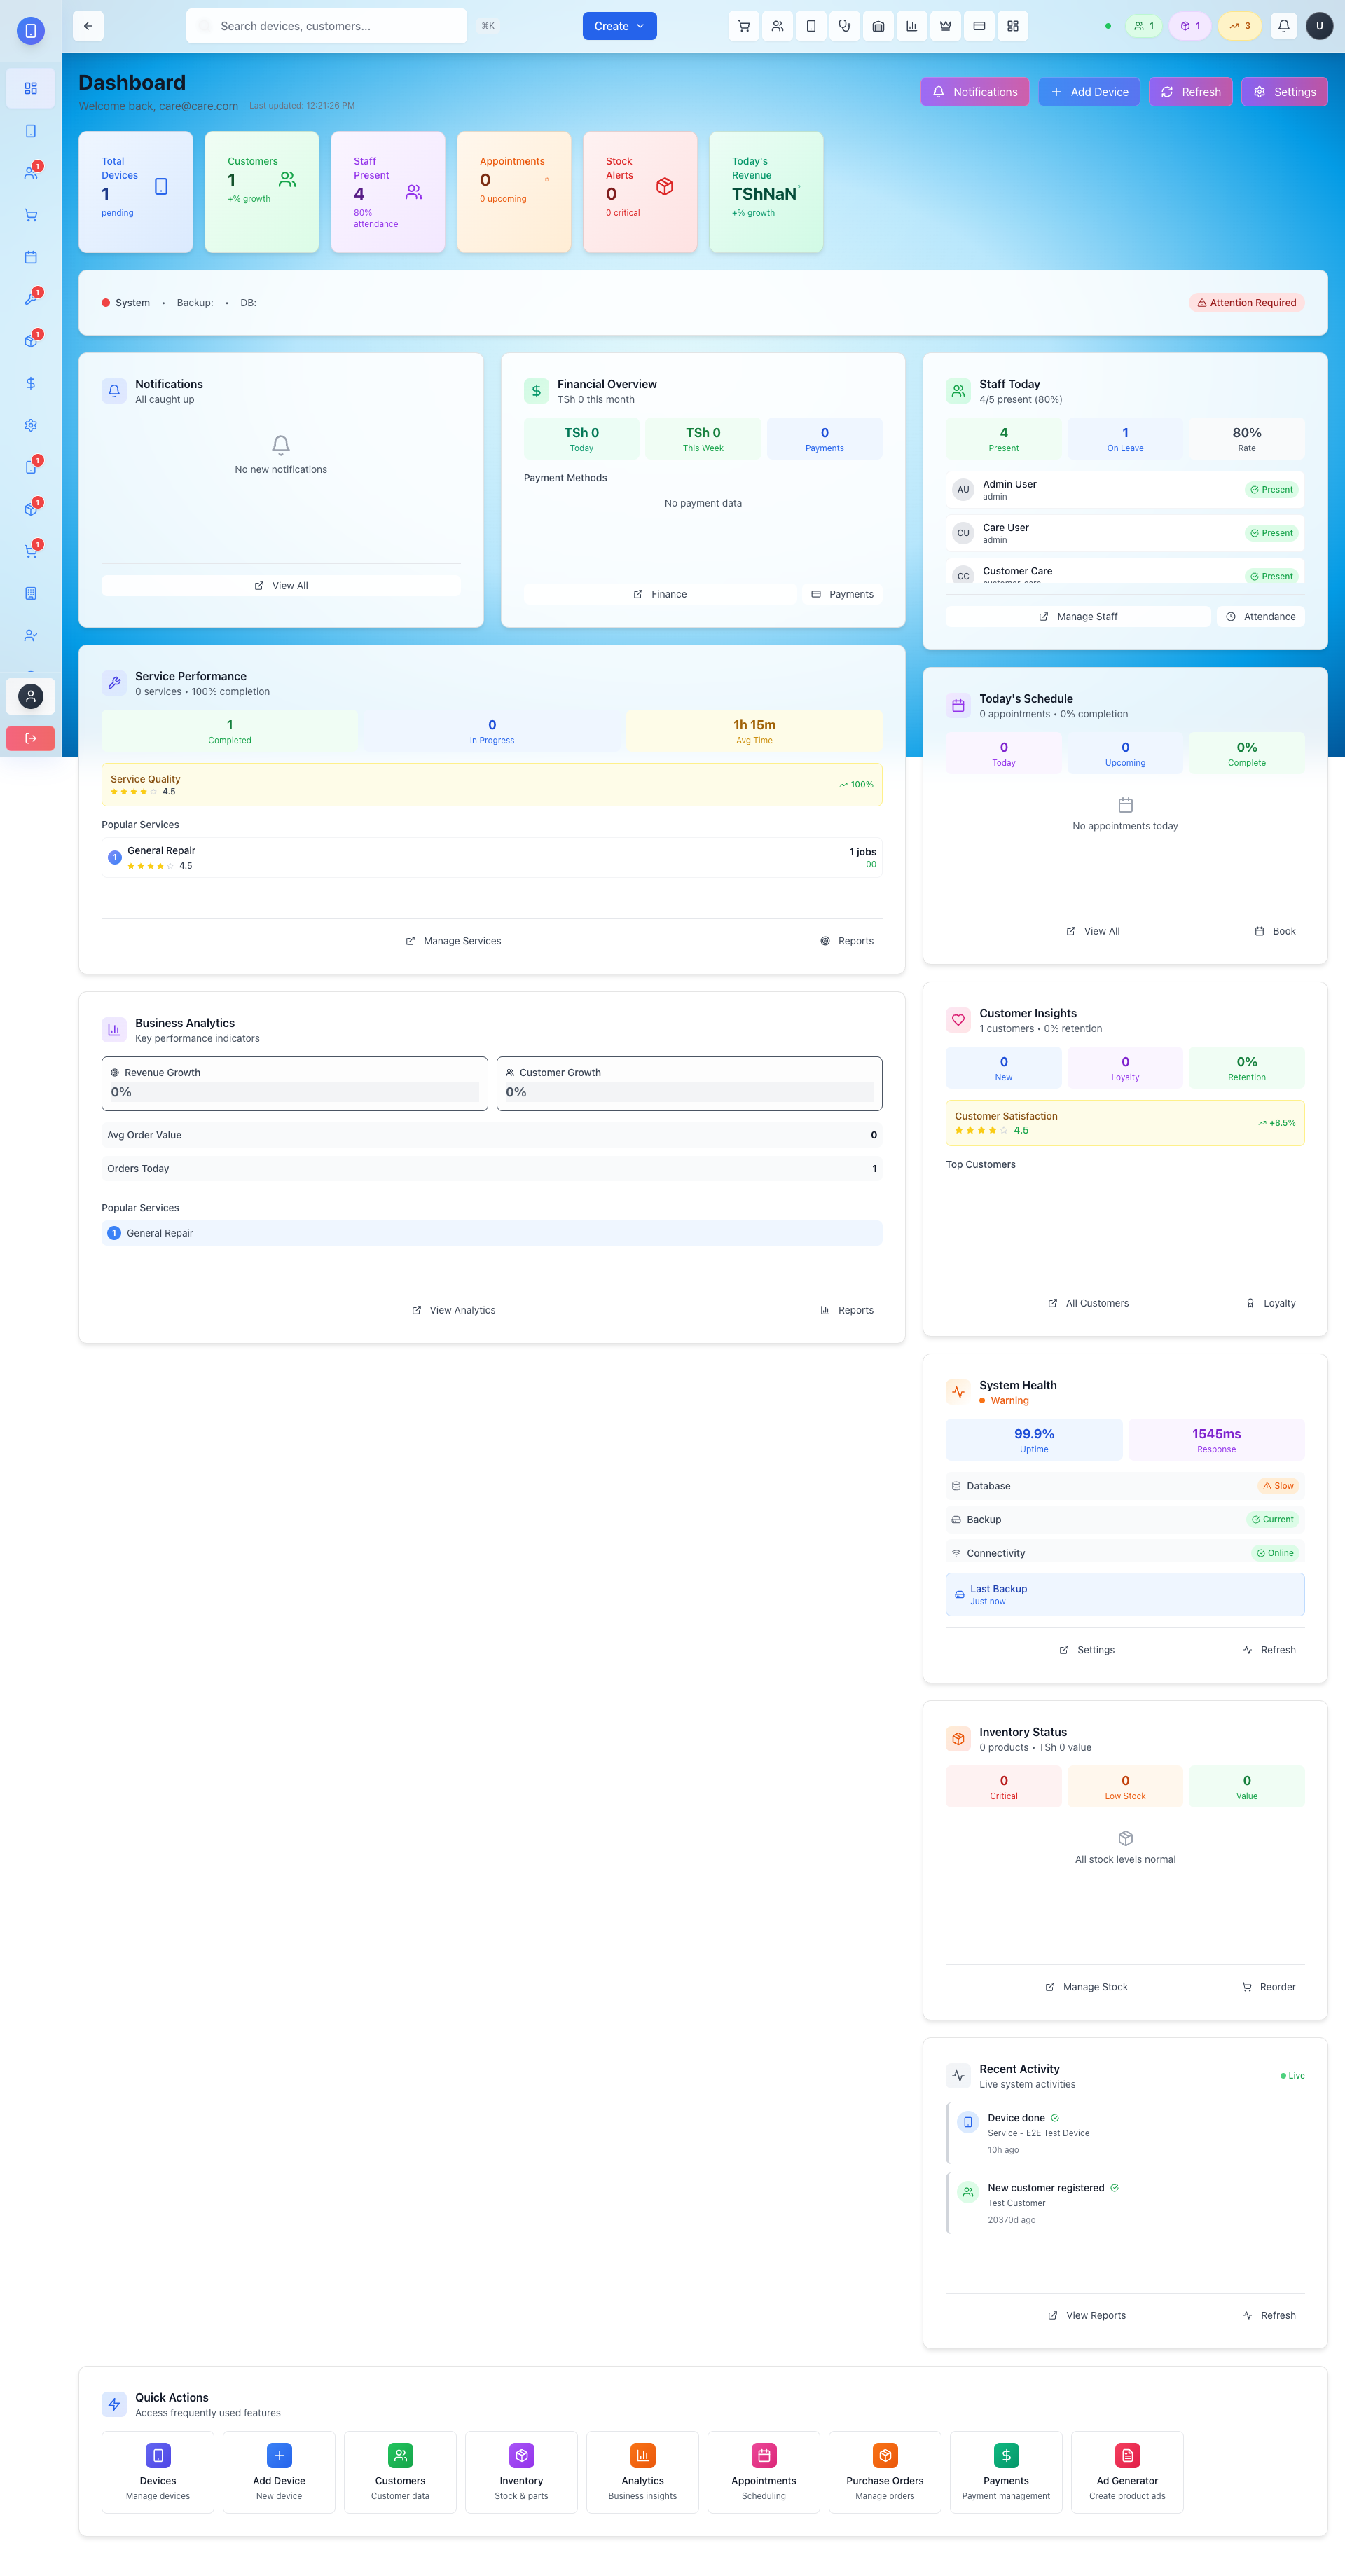 Search devices, customers...
⌘K
Create
1
1
3
U
Dashboard
Welcome back, care@care.com
Last updated: 12:21:26 PM
Notifications
Add Device
Refresh
Settings
1
1
1
1
1
1
Total
Devices
1
pending
Customers
1
+% growth
Staff
Present
4
80%
attendance
Appointments
0
0 upcoming
Stock
Alerts
0
0 critical
Today's
Revenue
TShNaN
+% growth
System • Backup: • DB:
Attention Required
Notifications
All caught up
No new notifications
View All
Financial Overview
TSh 0 this month
TSh 0
Today
TSh 0
This Week
0
Payments
Payment Methods
No payment data
Finance
Payments
Staff Today
4/5 present (80%)
4
Present
1
On Leave
80%
Rate
AU
Admin User
admin
Present
CU
Care User
admin
Present
CC
Customer Care
customer-care
Present
Manage Staff
Attendance
Service Performance
0 services • 100% completion
1
Completed
0
In Progress
1h 15m
Avg Time
Service Quality
4.5
100%
Popular Services
1
General Repair
4.5
1 jobs
00
Manage Services
Reports
Today's Schedule
0 appointments • 0% completion
0
Today
0
Upcoming
0%
Complete
No appointments today
View All
Book
Business Analytics
Key performance indicators
Revenue Growth
0%
Customer Growth
0%
Avg Order Value
0
Orders Today
1
Popular Services
1
General Repair
View Analytics
Reports
Customer Insights
1 customers • 0% retention
0
New
0
Loyalty
0%
Retention
Customer Satisfaction
4.5
+8.5%
Top Customers
All Customers
Loyalty
System Health
Warning
99.9%
Uptime
1545ms
Response
Database
Slow
Backup
Current
Connectivity
Online
Last Backup
Just now
Settings
Refresh
Inventory Status
0 products • TSh 0 value
0
Critical
0
Low Stock
0
Value
All stock levels normal
Manage Stock
Reorder
Recent Activity
Live system activities
Live
Device done
Service - E2E Test Device
10h ago
New customer registered
Test Customer
20370d ago
View Reports
Refresh
Quick Actions
Access frequently used features
Devices
Manage devices
Add Device
New device
Customers
Customer data
Inventory
Stock & parts
Analytics
Business insights
Appointments
Scheduling
Purchase Orders
Manage orders
Payments
Payment management
Ad Generator
Create product ads